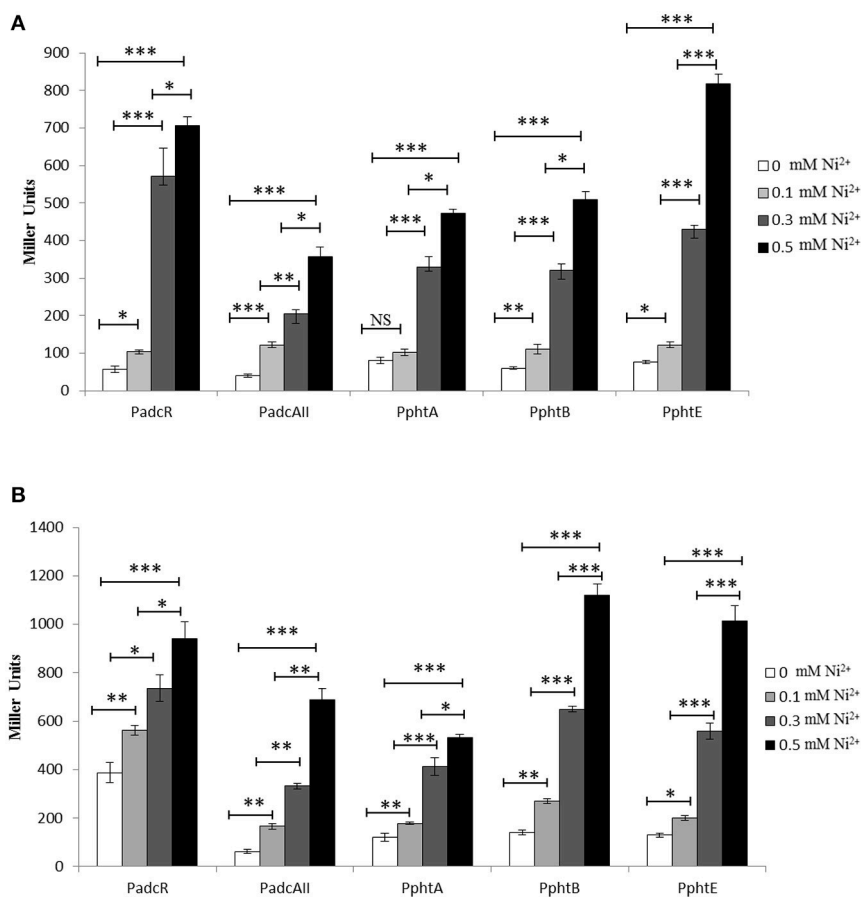 A
***
***
900
***
***
800
*
***
***
700
*
***
600
***
*
***
0 mM Ni²⁺
500
***
***
0.1 mM Ni²⁺
Miller Units
400
*
0.3 mM Ni²⁺
300
**
0.5 mM Ni²⁺
200
*
***
NS
**
*
100
0
PadcR
PadcAII
PphtA
PphtB
PphtE
B
1400
***
***
1200
***
***
***
1000
*
***
***
800
*
**
*
***
***
0 mM Ni²⁺
Miller Units
600
**
**
***
0.1 mM Ni²⁺
400
0.3 mM Ni²⁺
200
**
**
**
*
0.5 mM Ni²⁺
0
PadcR
PadcAII
PphtA
PphtB
PphtE